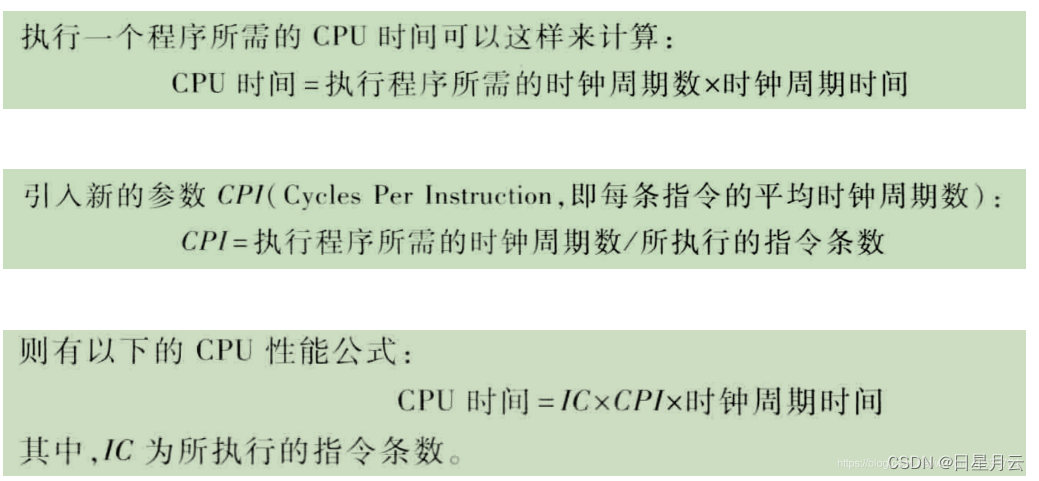 执行一个程序所需的 CPU 时间可以这样来计算：
CPU 时间=执行程序所需的时钟周期数×时钟周期时间
引入新的参数 CPI(Cycles Per Instruction,即每条指令的平均时钟周期数)：
CPI=执行程序所需的时钟周期数/所执行的指令条数
则有以下的 CPU 性能公式：
CPU 时间=IC×CPI×时钟周期时间
其中,IC 为所执行的指令条数。
https://blog
CSDN @日星月云